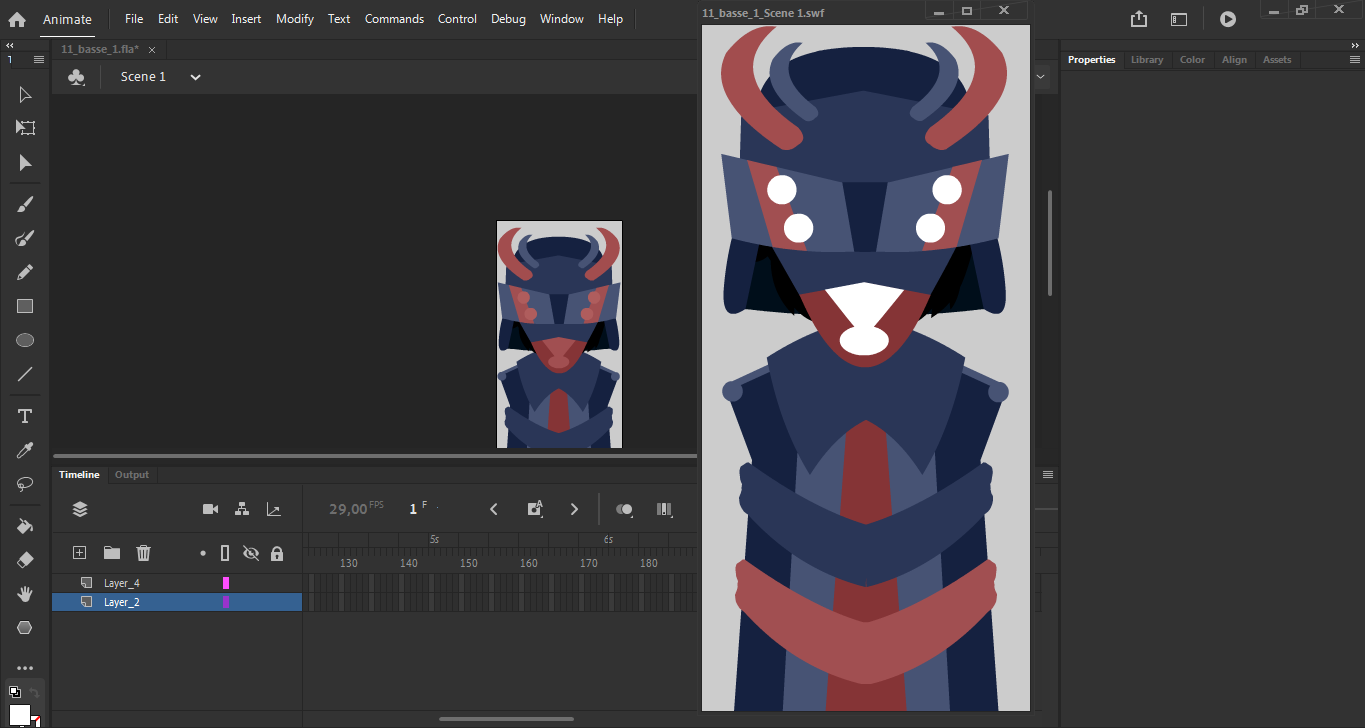 Animate File Edit View Insert Modify Text Commands Control Debug Window Help
11_basse_1_Scene 1.swf
11_basse_1.fla*
Scene 1
Properties Library Color Align Assets
Timeline Output
29,00 FPS 1 F
5s 6s
130 140 150 160 170 180
Layer_4
Layer_2